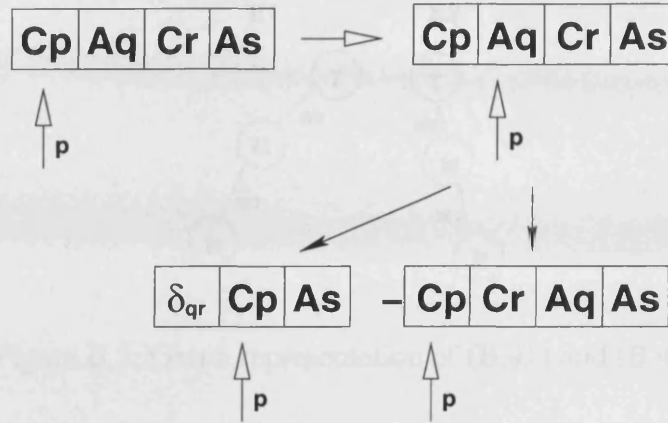 Cp Aq Cr As Cp Aq Cr As
p p
δqr Cp As – Cp Cr Aq As
p p